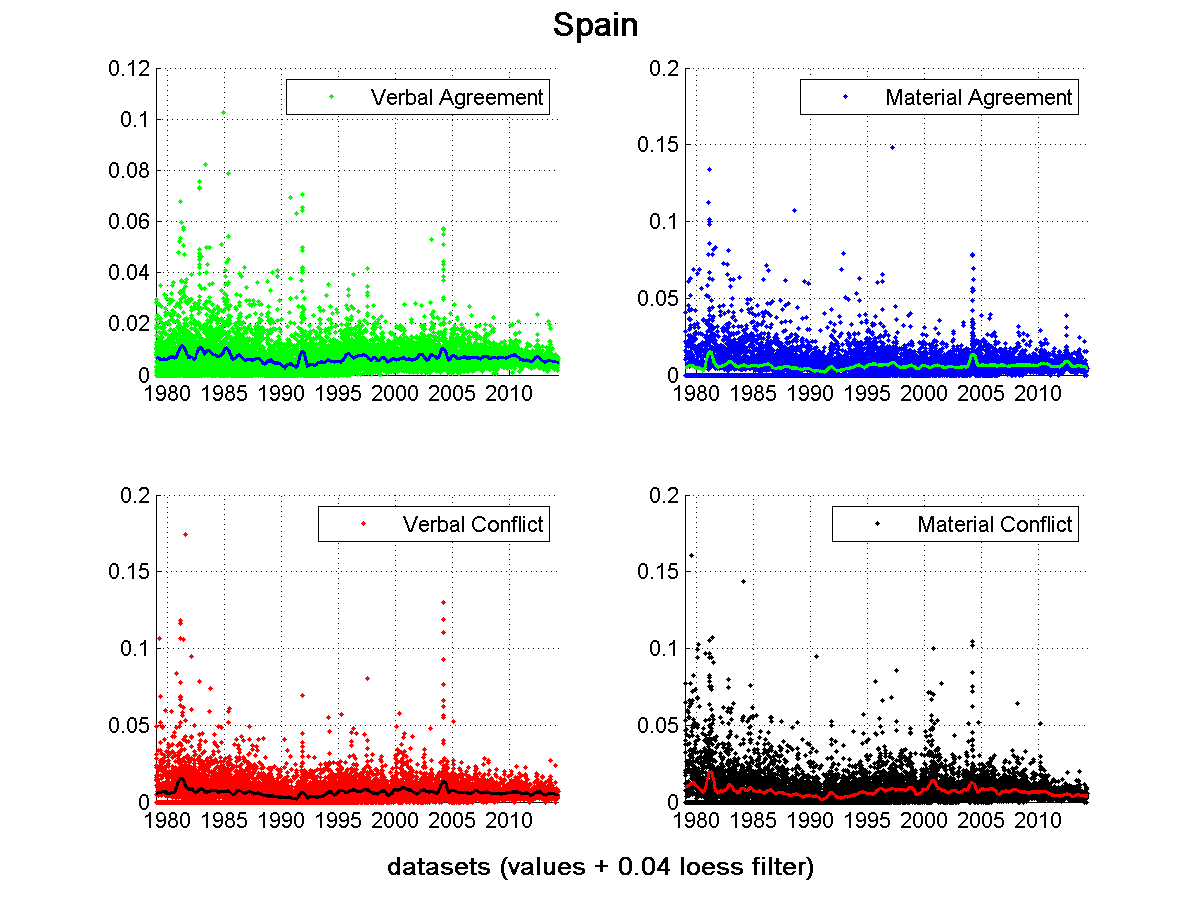 Spain
0.12
0.1
0.08
0.06
0.04
0.02
0
1980 1985 1990 1995 2000 2005 2010
Verbal Agreement
0.2
0.15
0.1
0.05
0
1980 1985 1990 1995 2000 2005 2010
Material Agreement
0.2
0.15
0.1
0.05
0
1980 1985 1990 1995 2000 2005 2010
Verbal Conflict
0.2
0.15
0.1
0.05
0
1980 1985 1990 1995 2000 2005 2010
Material Conflict
datasets (values + 0.04 loess filter)